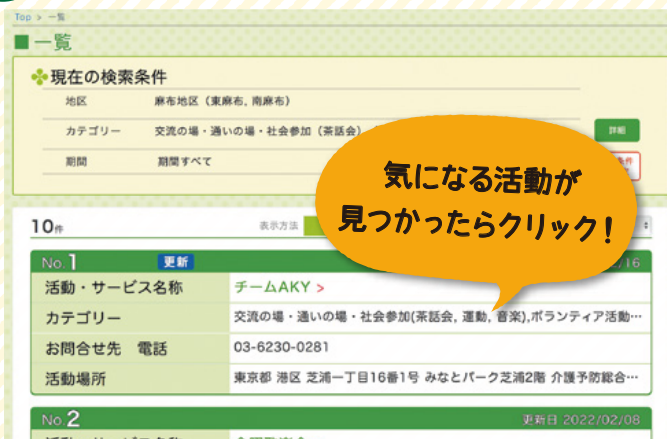 Top > 一覧
■一覧
現在の検索条件
地区 麻布地区（東麻布, 南麻布）
カテゴリー 交流の場・通いの場・社会参加（茶話会）
詳細
期間 期間すべて
条件
気になる活動が
見つかったらクリック!
10件 表示方法
No.1 更新 /16
活動・サービス名称 チームAKY >
カテゴリー 交流の場・通いの場・社会参加(茶話会, 運動, 音楽),ボランティア活動…
お問合せ先 電話 03-6230-0281
活動場所 東京都 港区 芝浦一丁目16番1号 みなとパーク芝浦2階 介護予防総合…
No.2 更新日 2022/02/08